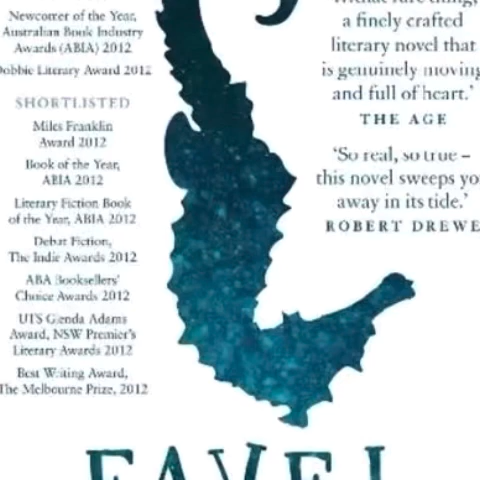 Newcomer of the Year,
Australian Book Industry
Awards (ABIA) 2012
Dobbie Literary Award 2012
SHORTLISTED
Miles Franklin
Award 2012
Book of the Year,
ABIA 2012
Literary Fiction Book
of the Year, ABIA 2012
Debut Fiction,
The Indie Awards 2012
ABA Booksellers'
Choice Awards 2012
UTS Glenda Adams
Award, NSW Premier's
Literary Awards 2012
Best Writing Award,
The Melbourne Prize, 2012
sure thing,
a finely crafted
literary novel that
is genuinely moving
and full of heart.'
THE AGE
'So real, so true –
this novel sweeps yo
away in its tide.'
ROBERT DREWE
FAVEL